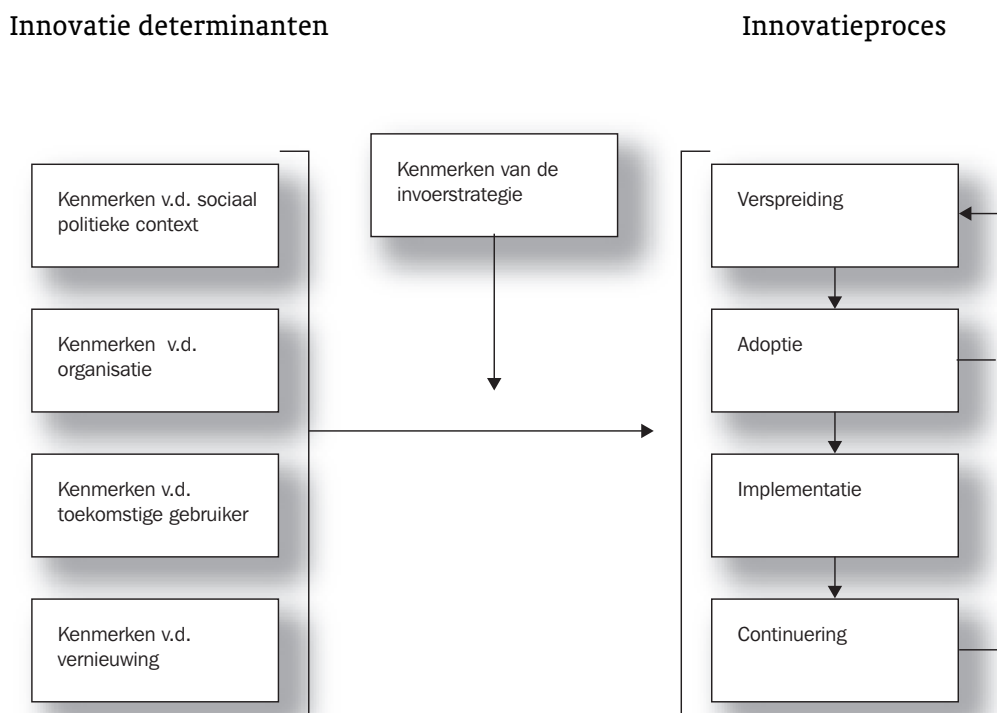 Innovatie determinanten
Innovatieproces
Kenmerken v.d. sociaal
politieke context
Kenmerken v.d.
organisatie
Kenmerken v.d.
toekomstige gebruiker
Kenmerken v.d.
vernieuwing
Kenmerken van de
invoerstrategie
Verspreiding
Adoptie
Implementatie
Continuering